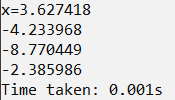 x=3.627418
-4.233968
-8.770449
-2.385986
Time taken: 0.001s